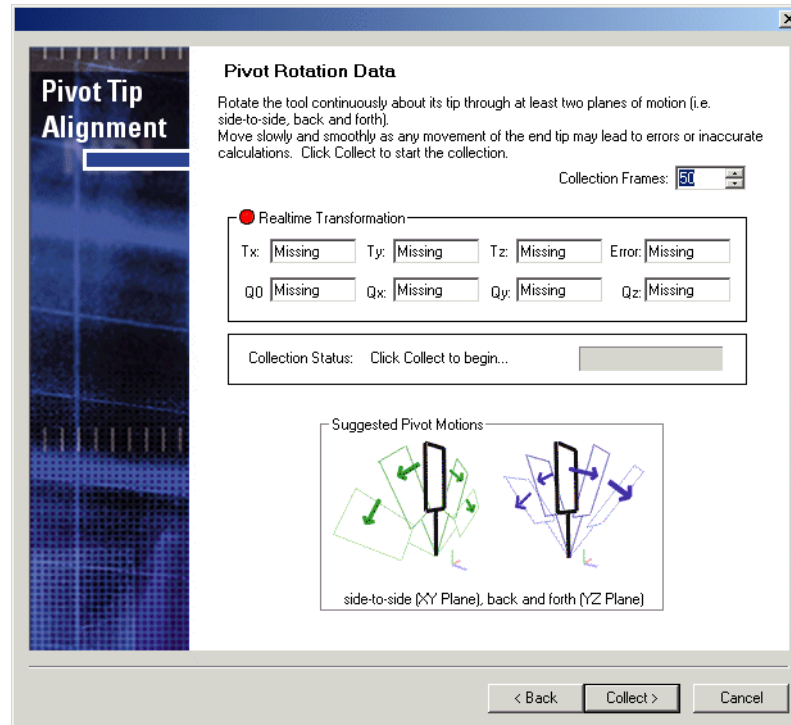 Pivot Tip
Alignment
Pivot Rotation Data
Rotate the tool continuously about its tip through at least two planes of motion (i.e.
side-to-side, back and forth).
Move slowly and smoothly as any movement of the end tip may lead to errors or inaccurate
calculations. Click Collect to start the collection.
Collection Frames: 50
Realtime Transformation
Tx: Missing Ty: Missing Tz: Missing Error: Missing
Q0 Missing Qx: Missing Qy: Missing Qz: Missing
Collection Status: Click Collect to begin...
Suggested Pivot Motions
side-to-side (XY Plane), back and forth (YZ Plane)
< Back Collect > Cancel